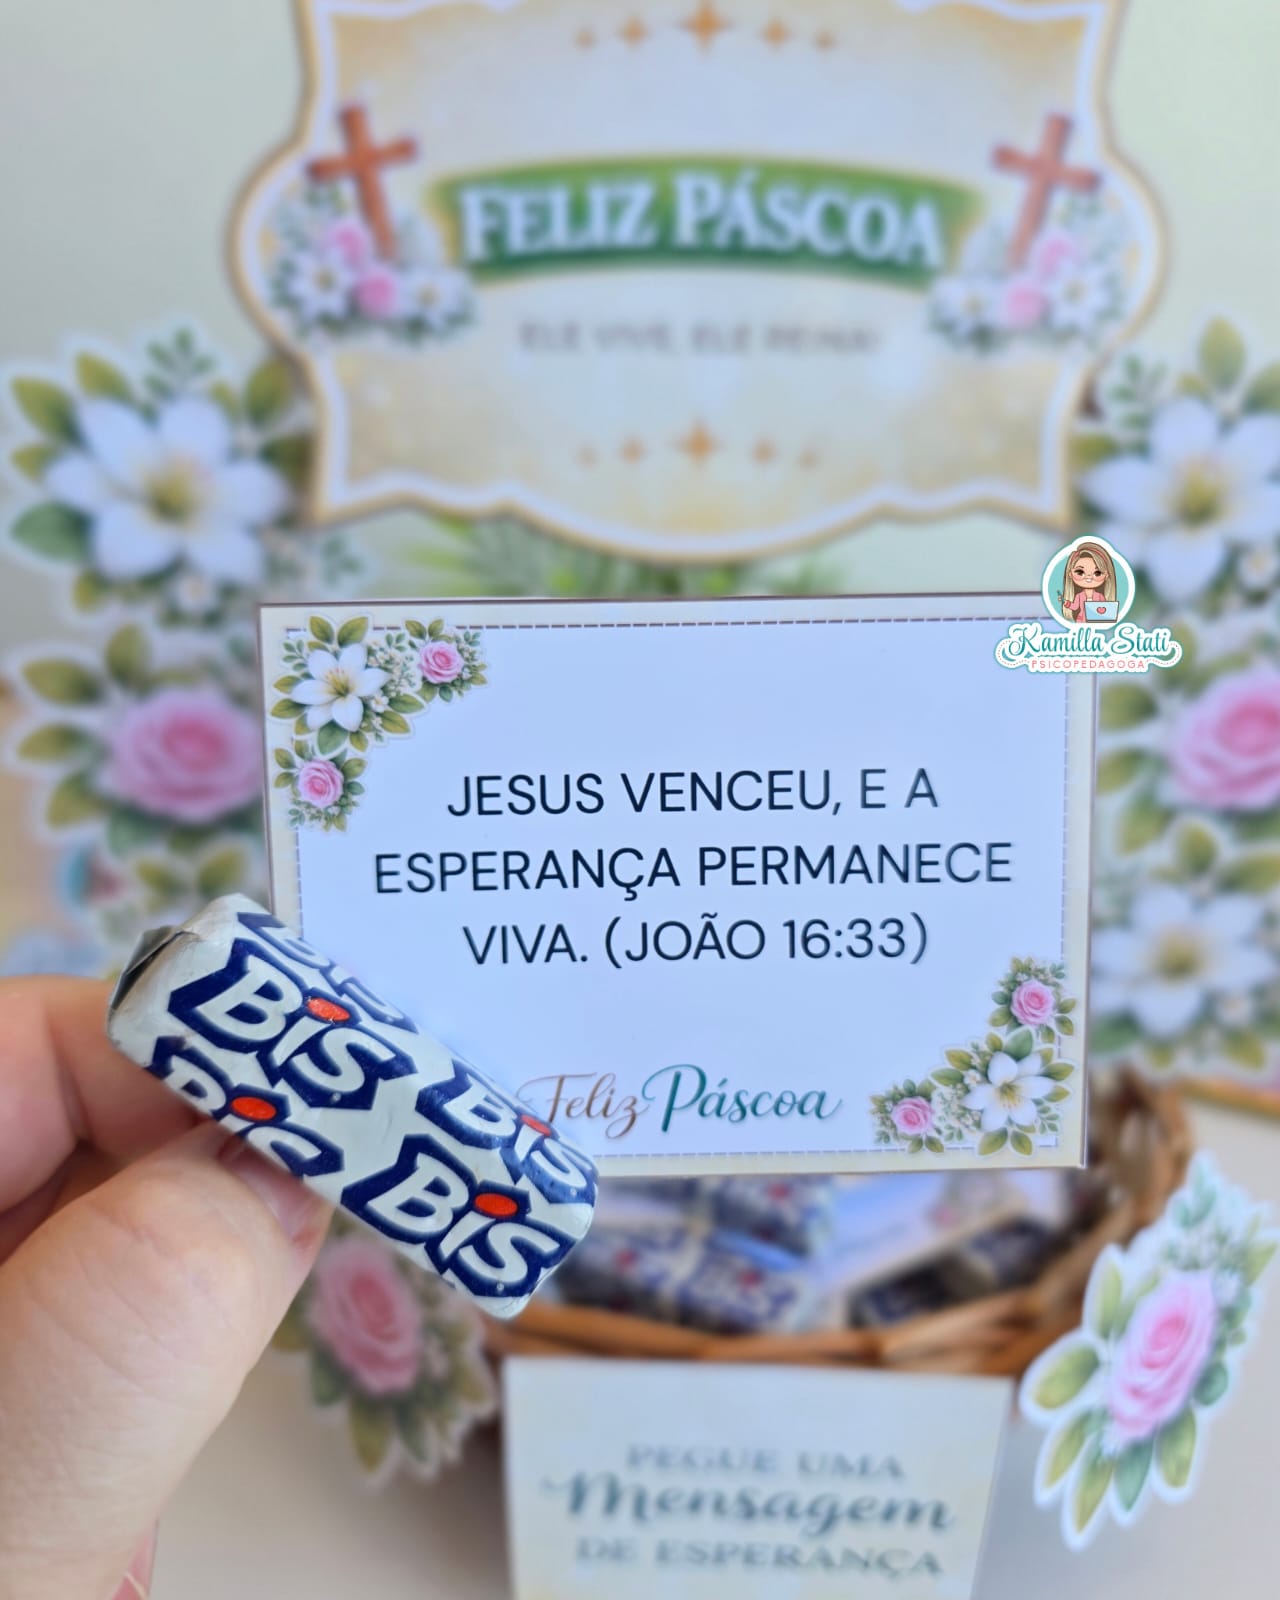 FELIZ PÁSCOA
ELE VIVE, ELE REINA!
Kamilla Stati
PSICOPEDAGOGA
JESUS VENCEU, E A
ESPERANÇA PERMANECE
VIVA. (JOÃO 16:33)
Feliz Páscoa
BiS
BiS
BiS
BiS
PEGUE UMA
Mensagem
DE ESPERANÇA